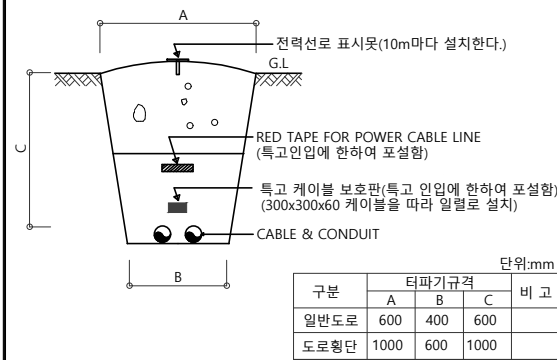 A
전력선로 표시못(10m마다 설치한다.)
G.L
C
RED TAPE FOR POWER CABLE LINE
(특고인입에 한하여 포설함)
특고 케이블 보호판(특고 인입에 한하여 포설함)
(300x300x60 케이블을 따라 일렬로 설치)
CABLE & CONDUIT
B
단위:mm
구분 터파기규격 비 고
A B C
일반도로 600 400 600
도로횡단 1000 600 1000